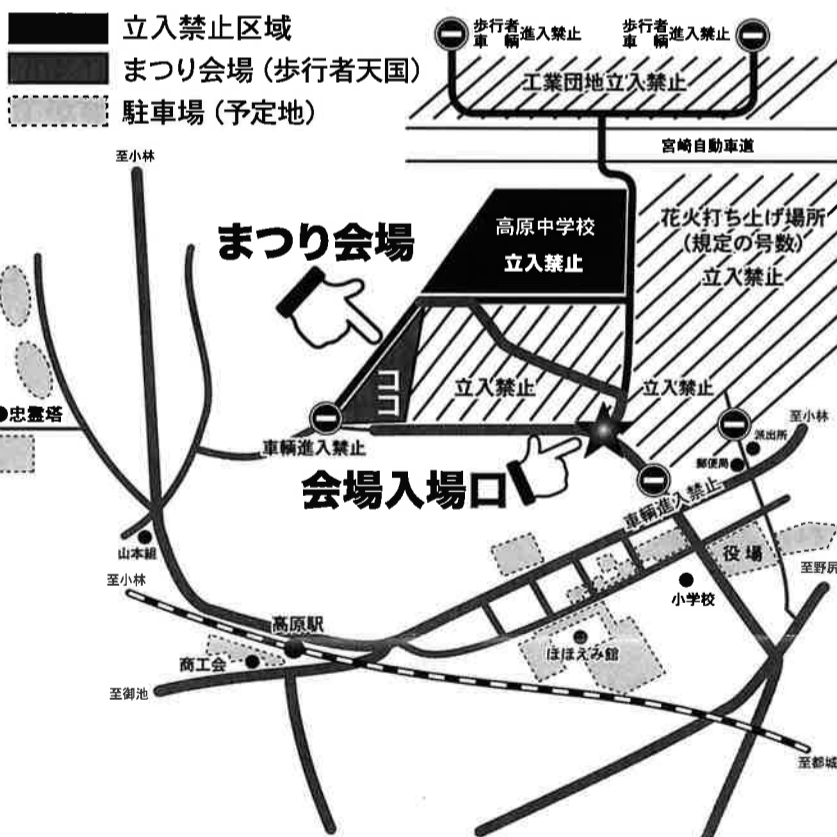 立入禁止区域
まつり会場（歩行者天国）
駐車場（予定地）
歩行者
車輌進入禁止
歩行者
車輌進入禁止
工業団地立入禁止
宮崎自動車道
至小林
高原中学校
立入禁止
花火打ち上げ場所
（規定の号数）
立入禁止
まつり会場
ココ
立入禁止
立入禁止
忠霊塔
車輌進入禁止
会場入場口
至小林
派出所
郵便局
車輌進入禁止
山本組
至小林
役場
至野尻
小学校
高原駅
商工会
ほほえみ館
至御池
至都城